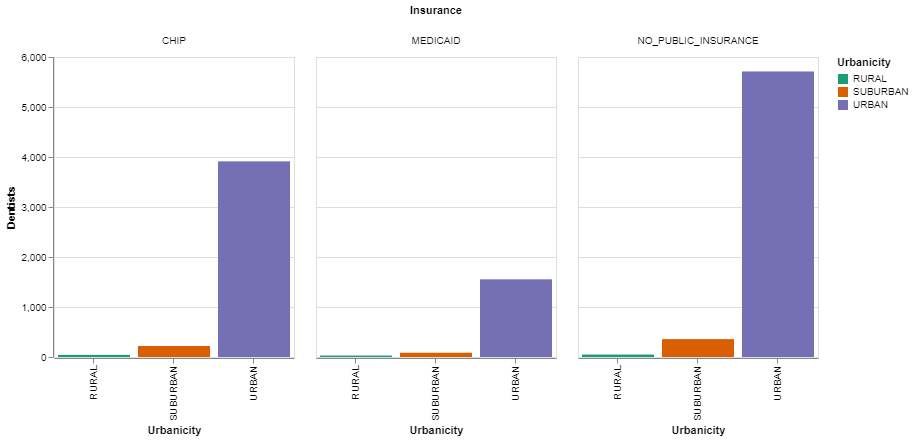 Insurance
CHIP
MEDICAID
NO_PUBLIC_INSURANCE
6,000
5,000
4,000
3,000
2,000
1,000
0
Dentists
RURAL
SUBURBAN
URBAN
RURAL
SUBURBAN
URBAN
RURAL
SUBURBAN
URBAN
Urbanicity
Urbanicity
Urbanicity
Urbanicity
RURAL
SUBURBAN
URBAN